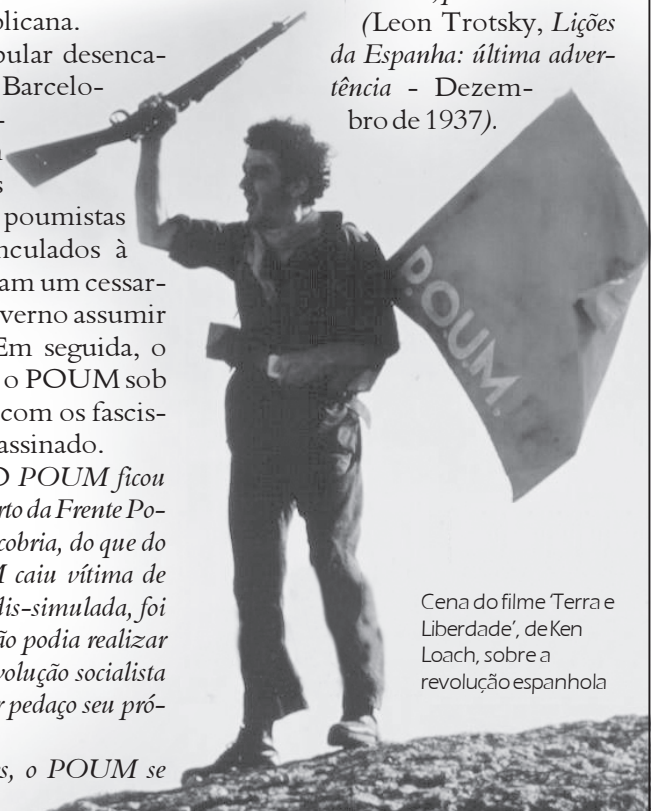 blicana.
pular desenca-
Barcelo-
-
s
poumistas
nculados à
am um cessar-
verno assumir
Em seguida, o
o POUM sob
com os fascis-
assinado.
O POUM ficou
rto da Frente Po-
cobria, do que do
M caiu vítima de
dis-simulada, foi
ão podia realizar
volução socialista
r pedaço seu pró-
s, o POUM se
(Leon Trotsky, Lições
da Espanha: última adver-
tência - Dezem-
bro de 1937).
P.O.U.M.
Cena do filme 'Terra e
Liberdade', de Ken
Loach, sobre a
revolução espanhola